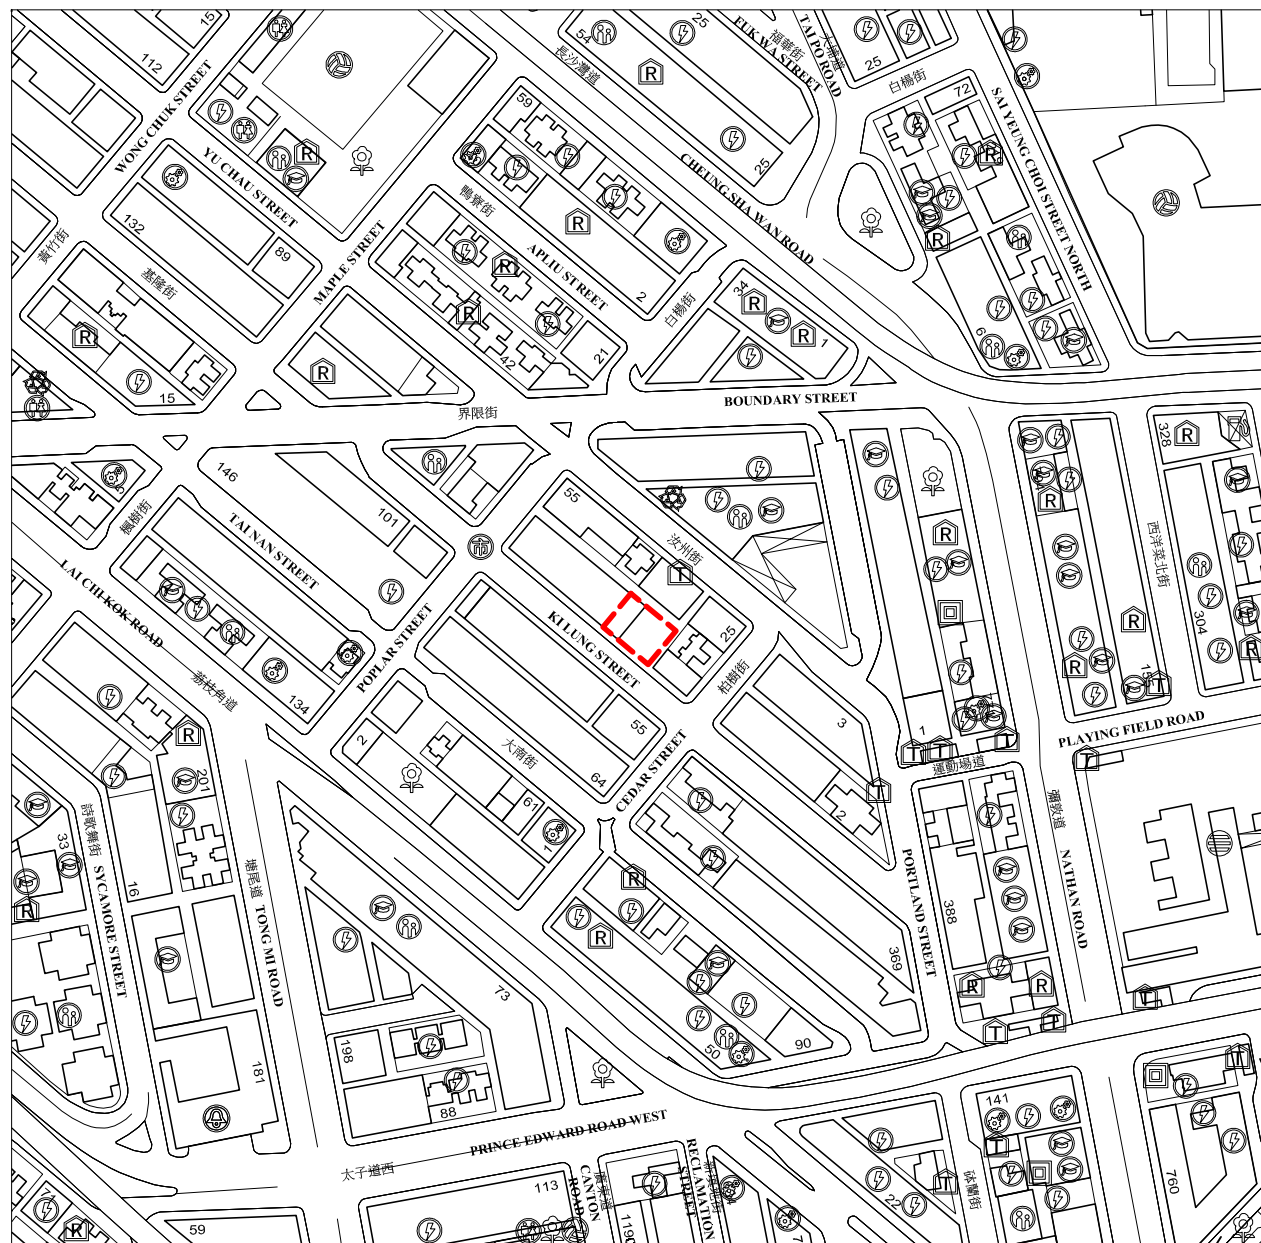 15
112
WONG CHUK STREET
54
長沙灣道
25
FUK WA STREET
福華街
TAI PO ROAD
大埔道
25
白楊街
72
SAI YEUNG CHOI STREET NORTH
59
R
R
YU CHAU STREET
CHEUNG SHA WAN ROAD
25
R
132
黃竹街
基隆街
89
MAPLE STREET
鴨寮街
APLIU STREET
R
R
2
白楊街
34
R
R
1
R
6
R
R
42
21
R
15
界限街
BOUNDARY STREET
146
TAI NAN STREET
101
楓樹街
市
55
汝州街
T
328
R
R
R
西洋菜北街
LAI CHI KOK ROAD
荔枝角道
POPLAR STREET
KI LUNG STREET
25
柏樹街
304
R
R
R
155
T
134
R
2
大南街
55
64
CEDAR STREET
61
3
1
T
T
T
運動場道
PLAYING FIELD ROAD
T
201
詩歌舞街
33
SYCAMORE STREET
16
塘尾道
TONG MI ROAD
T
2
彌敦道
NATHAN ROAD
R
R
PORTLAND STREET
388
369
R
R
R
T
T
T
73
50
90
198
88
181
T
141
T
PRINCE EDWARD ROAD WEST
太子道西
113
CANTON ROAD
廣東道
RECLAMATION STREET
1190
T
22
砵蘭街
760
59
R